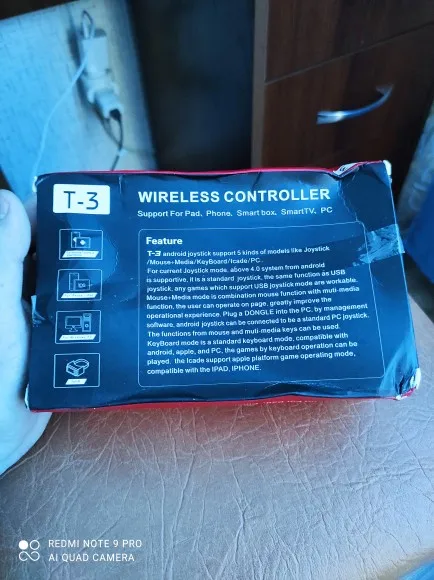 T-3
WIRELESS CONTROLLER
Support For Pad, Phone, Smart box, SmartTV, PC
Feature
T-3 android joystick support 5 kinds of models like Joystick
/Mouse+Media/KeyBoard/Icade/PC.
For current Joystick mode, above 4.0 system from android
is supportive, it is a standard joystick, the same function as USB
joystick, any games which support USB joystick mode are workable.
Mouse+Media mode is combination mouse function with muti-media
function, the user can operate on page, greatly improve the
operational experience. Plug a DONGLE into the PC, by management
software, android joystick can be connected to be a standard PC joystick.
The functions from mouse and muti-media keys can be used.
KeyBoard mode is a standard keyboard mode, compatible with
android, apple, and PC, the games by keyboard operation can be
played. the Icade support apple platform game operating mode,
compatible with the IPAD, IPHONE.
REDMI NOTE 9 PRO
AI QUAD CAMERA